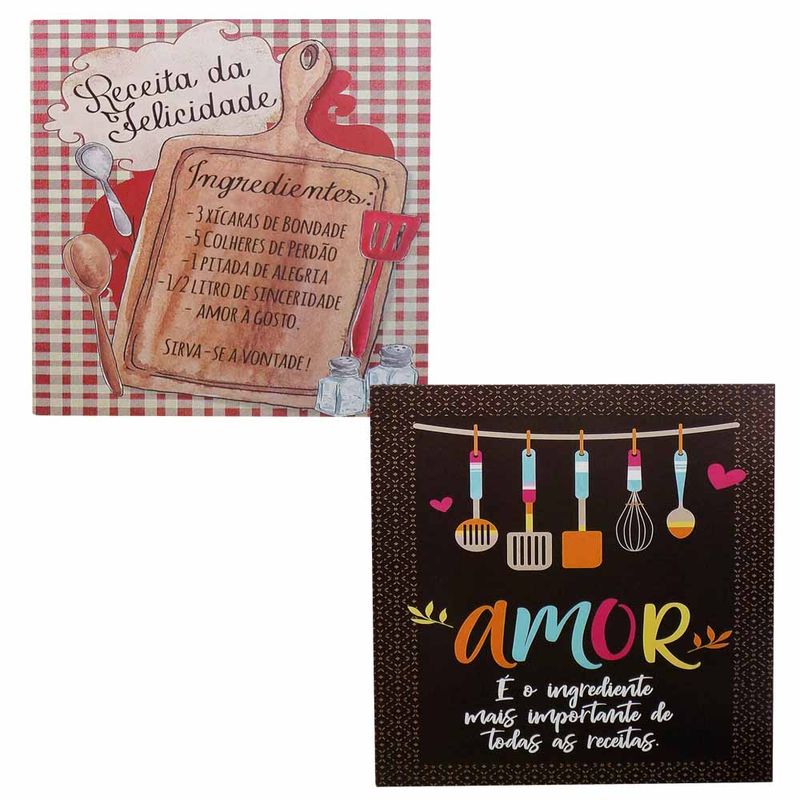 Receita da
Felicidade
Ingredientes:
-3 XÍCARAS DE BONDADE
-5 COLHERES DE PERDÃO
-1 PITADA DE ALEGRIA
-1/2 LITRO DE SINCERIDADE
- AMOR À GOSTO.
SIRVA-SE A VONTADE!
AMOR
É o ingrediente
mais importante de
todas as receitas.